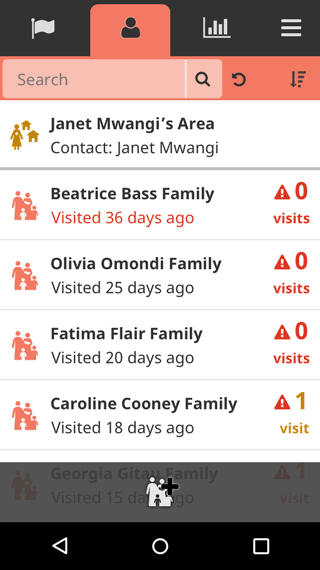 Search
Janet Mwangi's Area
Contact: Janet Mwangi
Beatrice Bass Family
0
Visited 36 days ago
visits
Olivia Omondi Family
0
Visited 25 days ago
visits
Fatima Flair Family
0
Visited 20 days ago
visits
Caroline Cooney Family
1
Visited 18 days ago
visit
Georgia Gitau Family
1
Visited 15 days ago
visit